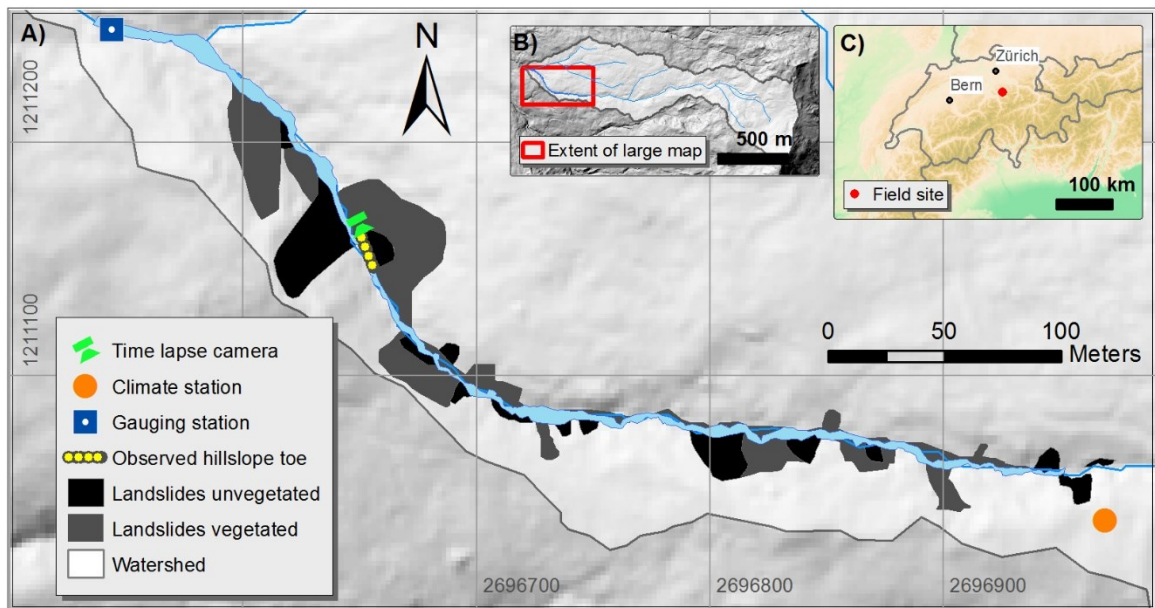 A)
N
B)
500 m
Extent of large map
C)
Zürich
Bern
100 km
Field site
1211200
1211100
0 50 100
Meters
Time lapse camera
Climate station
Gauging station
Observed hillslope toe
Landslides unvegetated
Landslides vegetated
Watershed
2696700
2696800
2696900